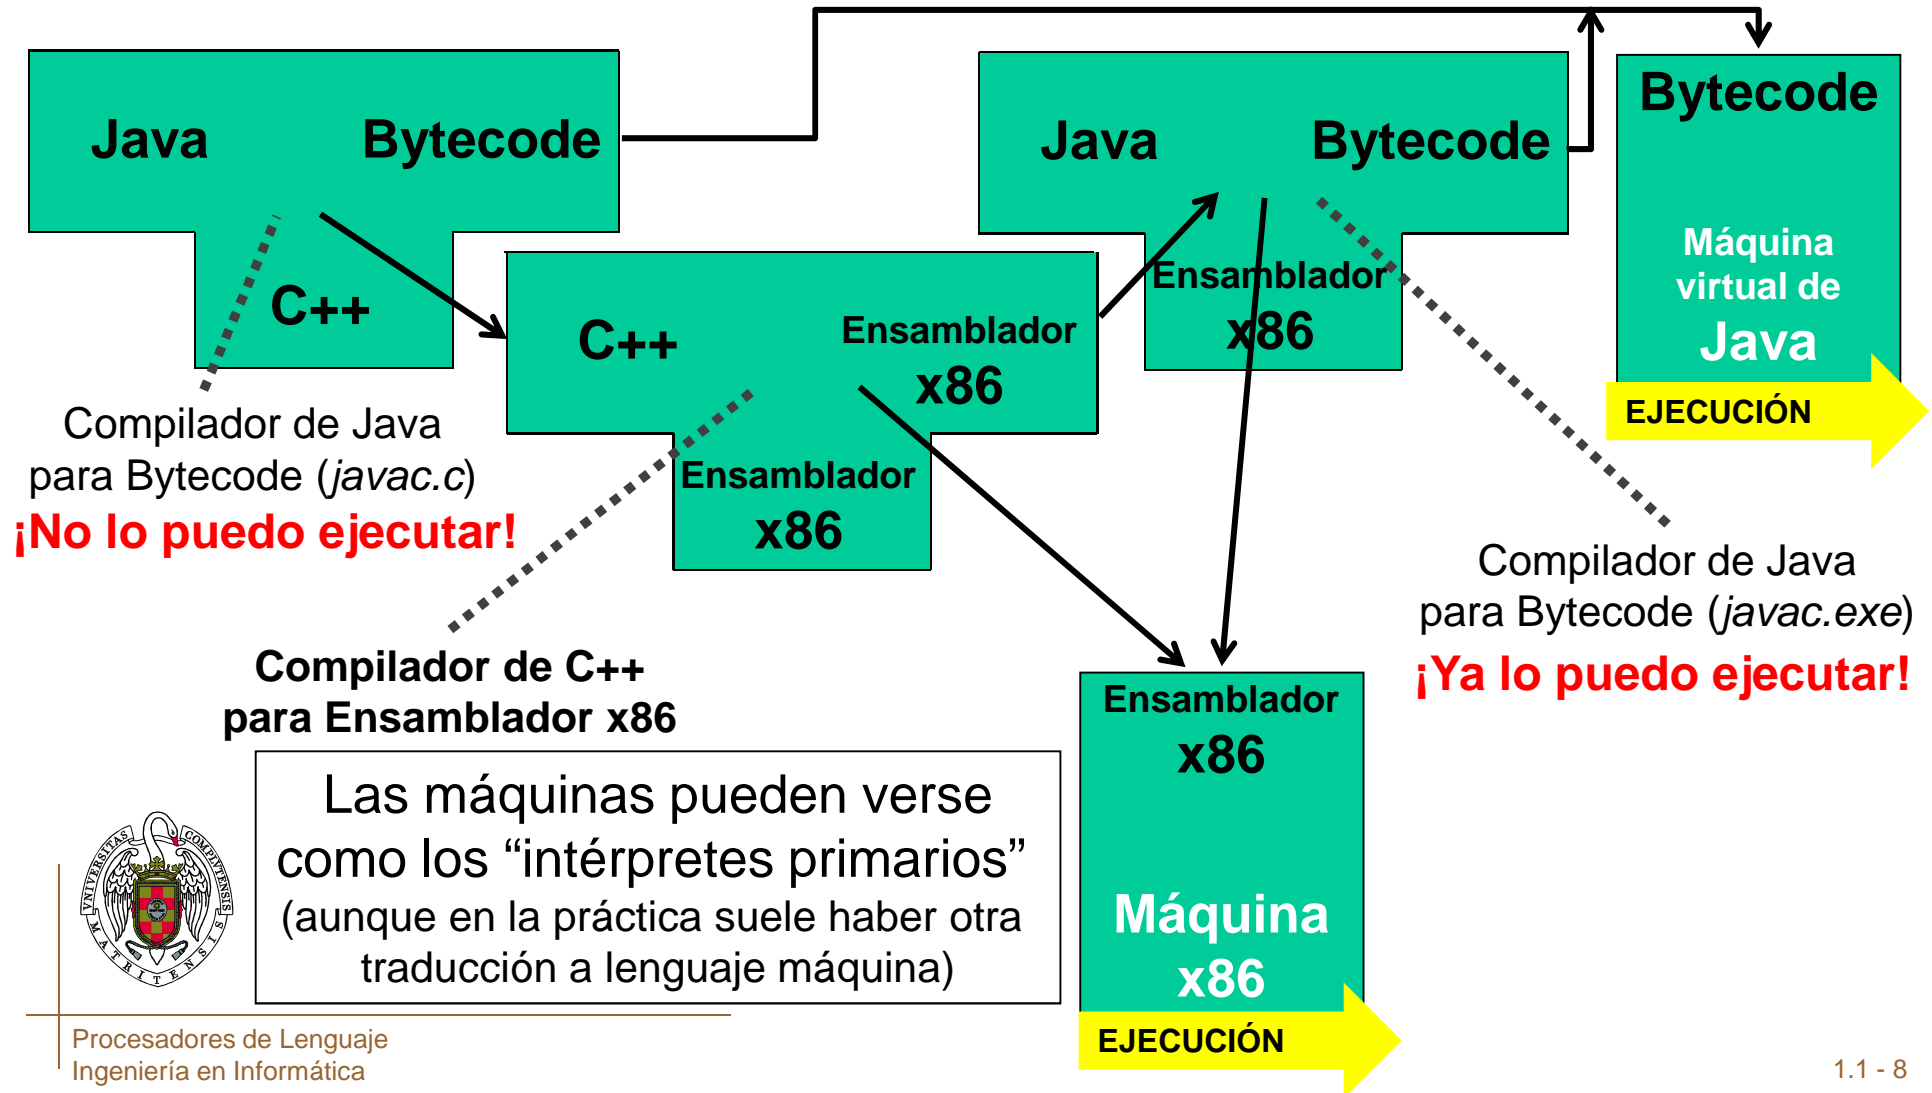 Java Bytecode
C++
Compilador de Java
para Bytecode (javac.c)
¡No lo puedo ejecutar!
C++ Ensamblador
x86
Ensamblador
x86
Compilador de C++
para Ensamblador x86
Java Bytecode
Ensamblador
x86
Compilador de Java
para Bytecode (javac.exe)
¡Ya lo puedo ejecutar!
Bytecode
Máquina
virtual de
Java
EJECUCIÓN
Ensamblador
x86
Máquina
x86
EJECUCIÓN
Las máquinas pueden verse
como los “intérpretes primarios”
(aunque en la práctica suele haber otra
traducción a lenguaje máquina)
VNIVERSITAS COMPLVTENSIS
MATRITENSIS
Procesadores de Lenguaje
Ingeniería en Informática
1.1 - 8